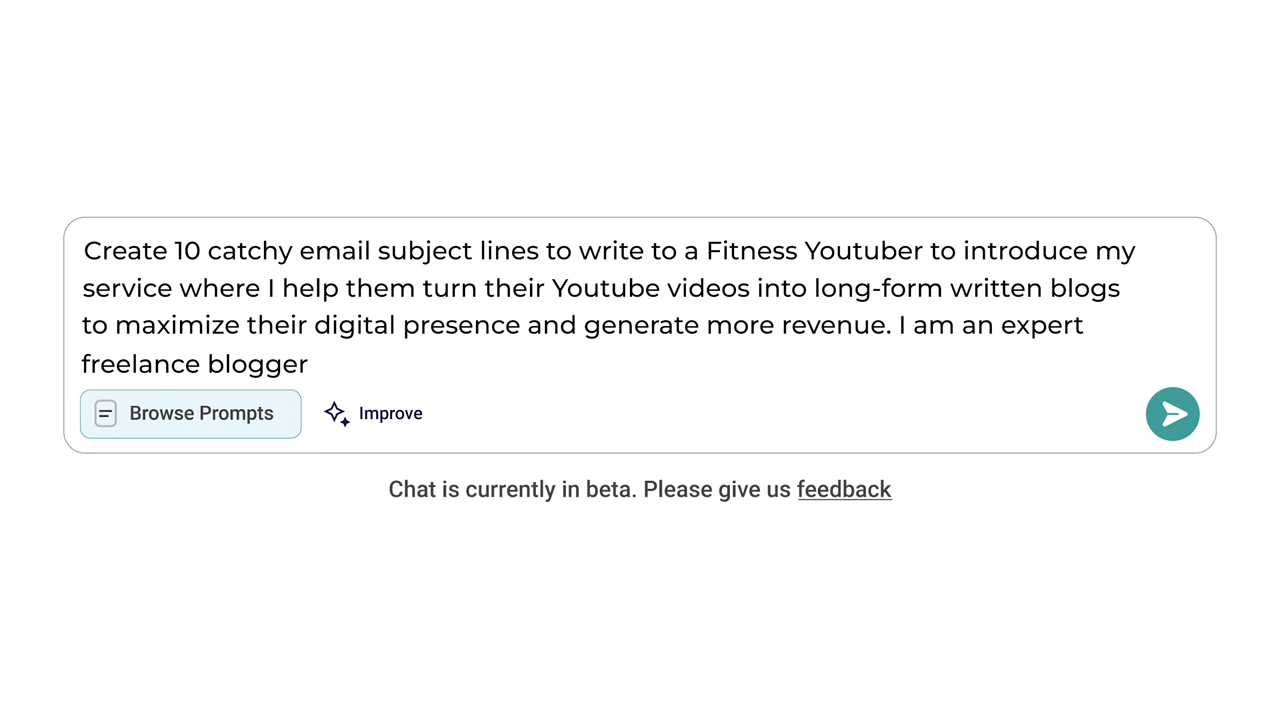 Create 10 catchy email subject lines to write to a Fitness Youtuber to introduce my
service where I help them turn their Youtube videos into long-form written blogs
to maximize their digital presence and generate more revenue. I am an expert
freelance blogger
Browse Prompts
Improve
Chat is currently in beta. Please give us feedback